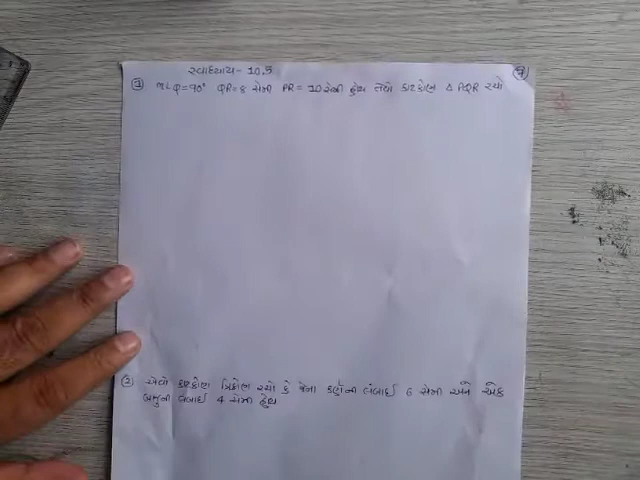 સ્વાધ્યાય - 10.5
① m∠Q = 90° QR = 8 સેમી PR = 10 સેમી હોય તેવો કાટકોણ Δ PQR રચો
② એવો કાટકોણ ત્રિકોણ રચો કે જેના કર્ણની લંબાઈ 6 સેમી અને એક
બાજુની લંબાઈ 4 સેમી હોય